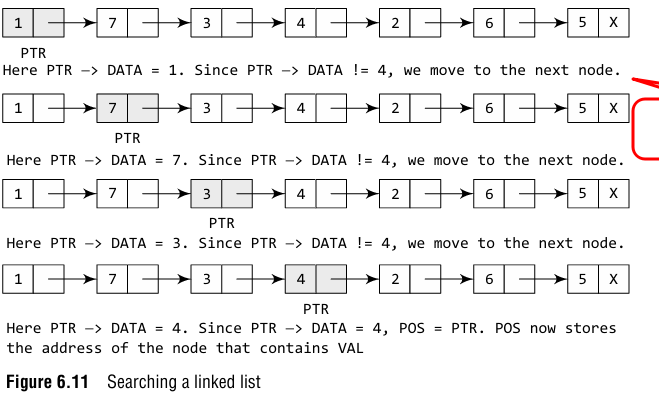 1 7 3 4 2 6 5 X
PTR
Here PTR –> DATA = 1. Since PTR –> DATA != 4, we move to the next node.
1 7 3 4 2 6 5 X
PTR
Here PTR –> DATA = 7. Since PTR –> DATA != 4, we move to the next node.
1 7 3 4 2 6 5 X
PTR
Here PTR –> DATA = 3. Since PTR –> DATA != 4, we move to the next node.
1 7 3 4 2 6 5 X
PTR
Here PTR –> DATA = 4. Since PTR –> DATA = 4, POS = PTR. POS now stores
the address of the node that contains VAL
Figure 6.11 Searching a linked list